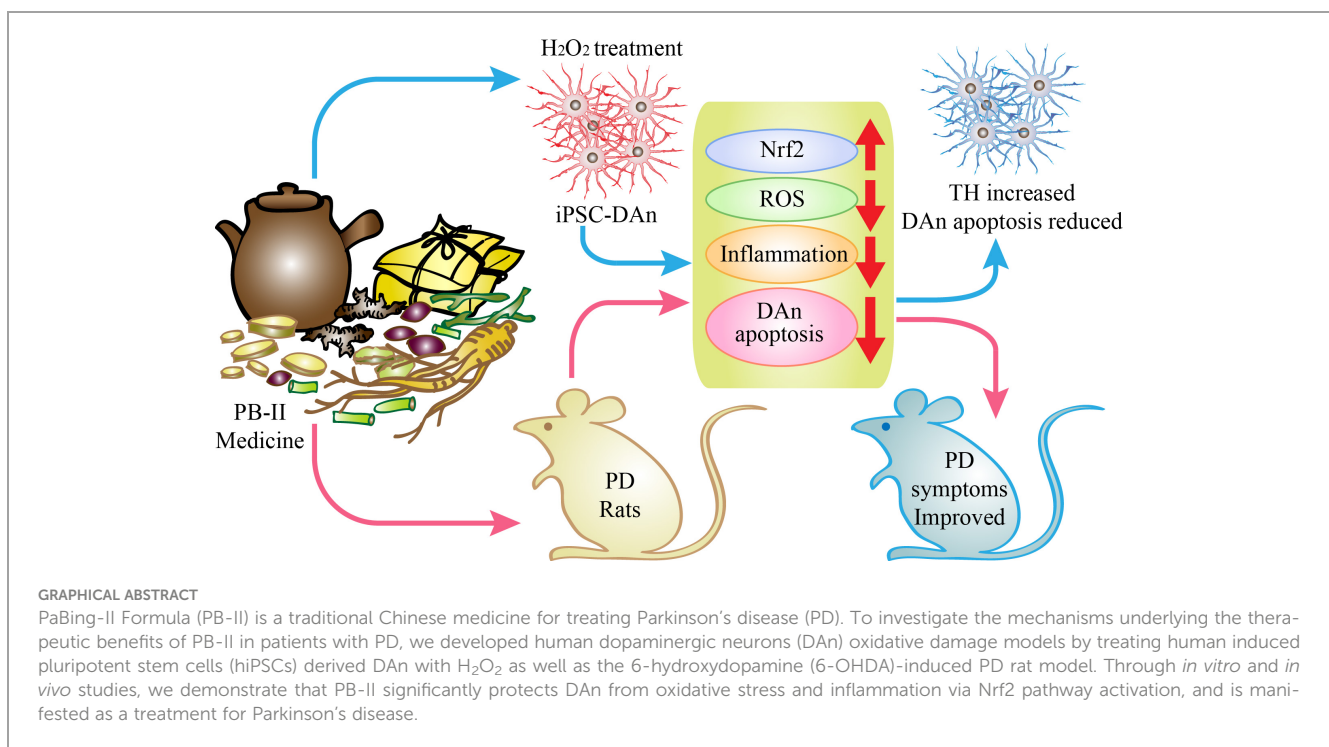 H2O2 treatment
iPSC-DAn
PB-II
Medicine
PD
Rats
Nrf2
ROS
Inflammation
DAn
apoptosis
TH increased
DAn apoptosis reduced
PD
symptoms
Improved
GRAPHICAL ABSTRACT
PaBing-II Formula (PB-II) is a traditional Chinese medicine for treating Parkinson’s disease (PD). To investigate the mechanisms underlying the thera-
peutic benefits of PB-II in patients with PD, we developed human dopaminergic neurons (DAn) oxidative damage models by treating human induced
pluripotent stem cells (hiPSCs) derived DAn with H2O2 as well as the 6-hydroxydopamine (6-OHDA)-induced PD rat model. Through in vitro and in
vivo studies, we demonstrate that PB-II significantly protects DAn from oxidative stress and inflammation via Nrf2 pathway activation, and is mani-
fested as a treatment for Parkinson’s disease.